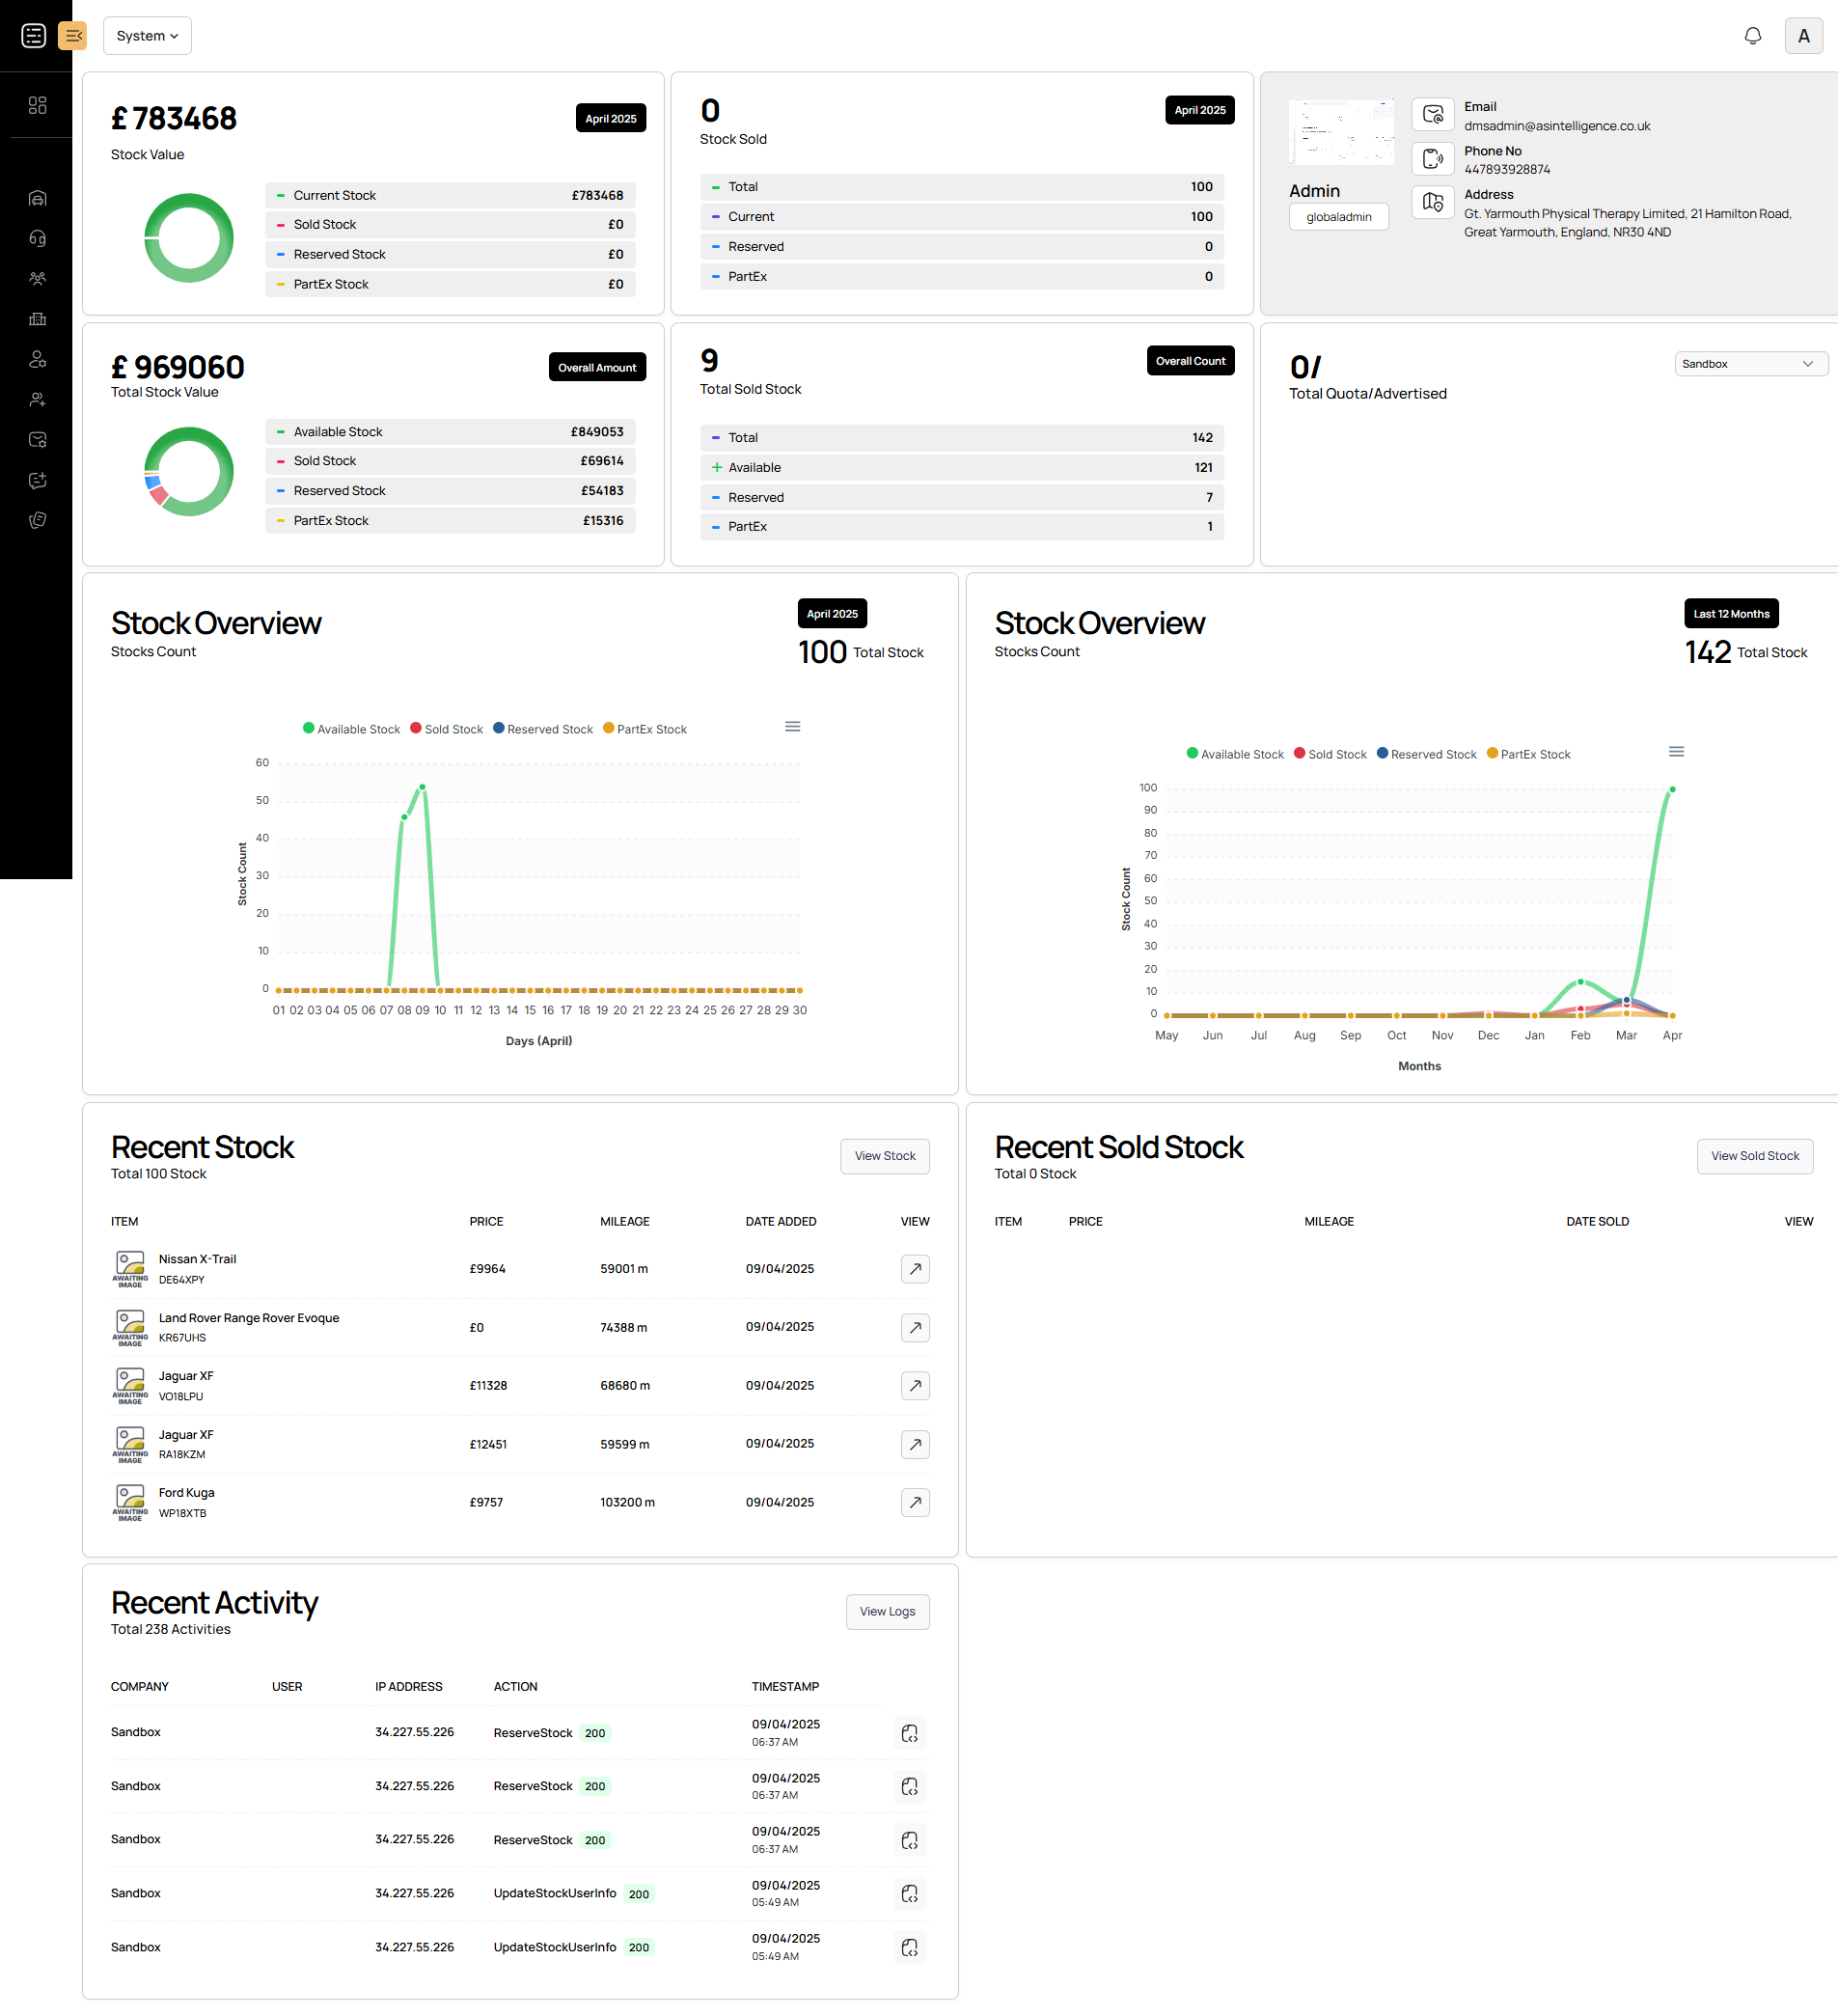 System
A
£ 783468
April 2025
Stock Value
Current Stock £783468
Sold Stock £0
Reserved Stock £0
PartEx Stock £0
0
April 2025
Stock Sold
Total 100
Current 100
Reserved 0
PartEx 0
Admin
globaladmin
Email
dmsadmin@asintelligence.co.uk
Phone No
447893928874
Address
Gt. Yarmouth Physical Therapy Limited, 21 Hamilton Road,
Great Yarmouth, England, NR30 4ND
£ 969060
Overall Amount
Total Stock Value
Available Stock £849053
Sold Stock £69614
Reserved Stock £54183
PartEx Stock £15316
9
Overall Count
Total Sold Stock
Total 142
Available 121
Reserved 7
PartEx 1
0/
Sandbox
Total Quota/Advertised
Stock Overview
Stocks Count
April 2025
100 Total Stock
Available Stock Sold Stock Reserved Stock PartEx Stock
60
50
40
30
20
10
0
Stock Count
01 02 03 04 05 06 07 08 09 10 11 12 13 14 15 16 17 18 19 20 21 22 23 24 25 26 27 28 29 30
Days (April)
Stock Overview
Stocks Count
Last 12 Months
142 Total Stock
Available Stock Sold Stock Reserved Stock PartEx Stock
100
90
80
70
60
50
40
30
20
10
0
Stock Count
May Jun Jul Aug Sep Oct Nov Dec Jan Feb Mar Apr
Months
Recent Stock
Total 100 Stock
View Stock
ITEM PRICE MILEAGE DATE ADDED VIEW
AWAITING IMAGE Nissan X-Trail DE64XPY £9964 59001 m 09/04/2025
AWAITING IMAGE Land Rover Range Rover Evoque KR67UHS £0 74388 m 09/04/2025
AWAITING IMAGE Jaguar XF VO18LPU £11328 68680 m 09/04/2025
AWAITING IMAGE Jaguar XF RA18KZM £12451 59599 m 09/04/2025
AWAITING IMAGE Ford Kuga WP18XTB £9757 103200 m 09/04/2025
Recent Sold Stock
Total 0 Stock
View Sold Stock
ITEM PRICE MILEAGE DATE SOLD VIEW
Recent Activity
Total 238 Activities
View Logs
COMPANY USER IP ADDRESS ACTION TIMESTAMP
Sandbox 34.227.55.226 ReserveStock 200 09/04/2025 06:37 AM
Sandbox 34.227.55.226 ReserveStock 200 09/04/2025 06:37 AM
Sandbox 34.227.55.226 ReserveStock 200 09/04/2025 06:37 AM
Sandbox 34.227.55.226 UpdateStockUserInfo 200 09/04/2025 05:49 AM
Sandbox 34.227.55.226 UpdateStockUserInfo 200 09/04/2025 05:49 AM